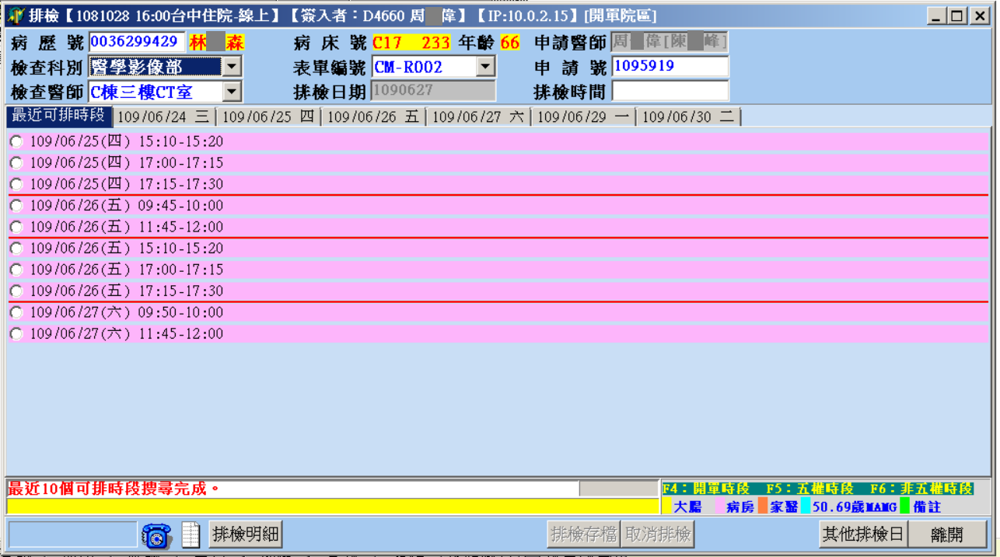 排檢【1081028 16:00台中住院-線上】【簽入者：D4660 周 偉】【IP:10.0.2.15】[開單院區]
病 歷 號 0036299429 林 森 病 床 號 C17 233 年齡 66 申請醫師 周 偉[陳 峰]
檢查科別 醫學影像部 表單編號 CM-R002 申 請 號 1095919
檢查醫師 C棟三樓CT室 排檢日期 1090627 排檢時間
最近可排時段 109/06/24 三 109/06/25 四 109/06/26 五 109/06/27 六 109/06/29 一 109/06/30 二
109/06/25(四) 15:10-15:20
109/06/25(四) 17:00-17:15
109/06/25(四) 17:15-17:30
109/06/26(五) 09:45-10:00
109/06/26(五) 11:45-12:00
109/06/26(五) 15:10-15:20
109/06/26(五) 17:00-17:15
109/06/26(五) 17:15-17:30
109/06/27(六) 09:50-10:00
109/06/27(六) 11:45-12:00
最近10個可排時段搜尋完成。 F4：開單時段 F5：五權時段 F6：非五權時段
大腸 病房 家醫 50.69歲MAMG 備註
排檢明細 排檢存檔 取消排檢 其他排檢日 離開